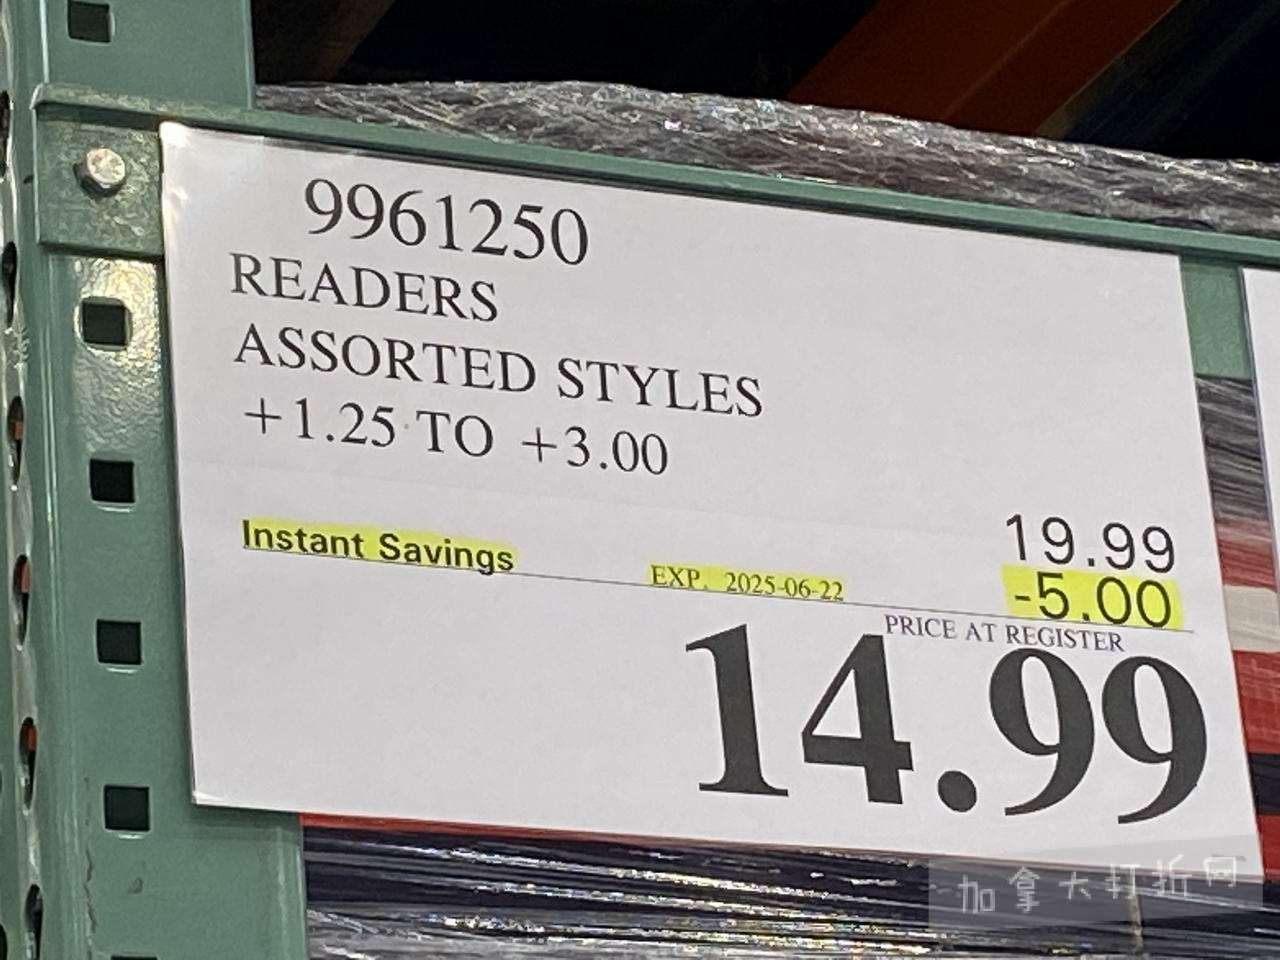 9961250
READERS
ASSORTED STYLES
+1.25 TO +3.00
19.99
Instant Savings EXP. 2025-06-22 -5.00
PRICE AT REGISTER
14.99
加拿大打折网